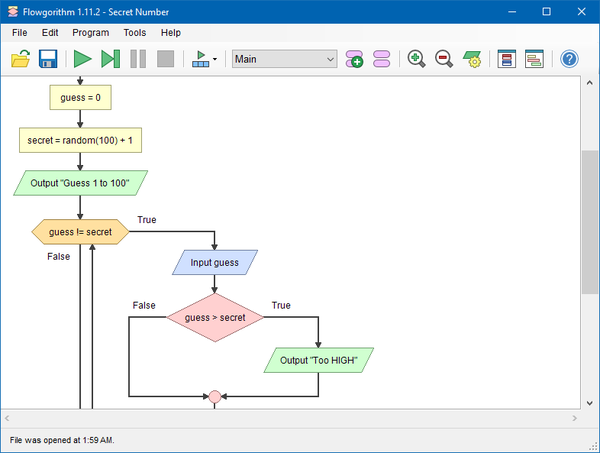 Flowgorithm 1.11.2 - Secret Number
File Edit Program Tools Help
Main
guess = 0
secret = random(100) + 1
Output "Guess 1 to 100"
guess != secret
True
False
Input guess
guess > secret
False
True
Output "Too HIGH"
File was opened at 1:59 AM.